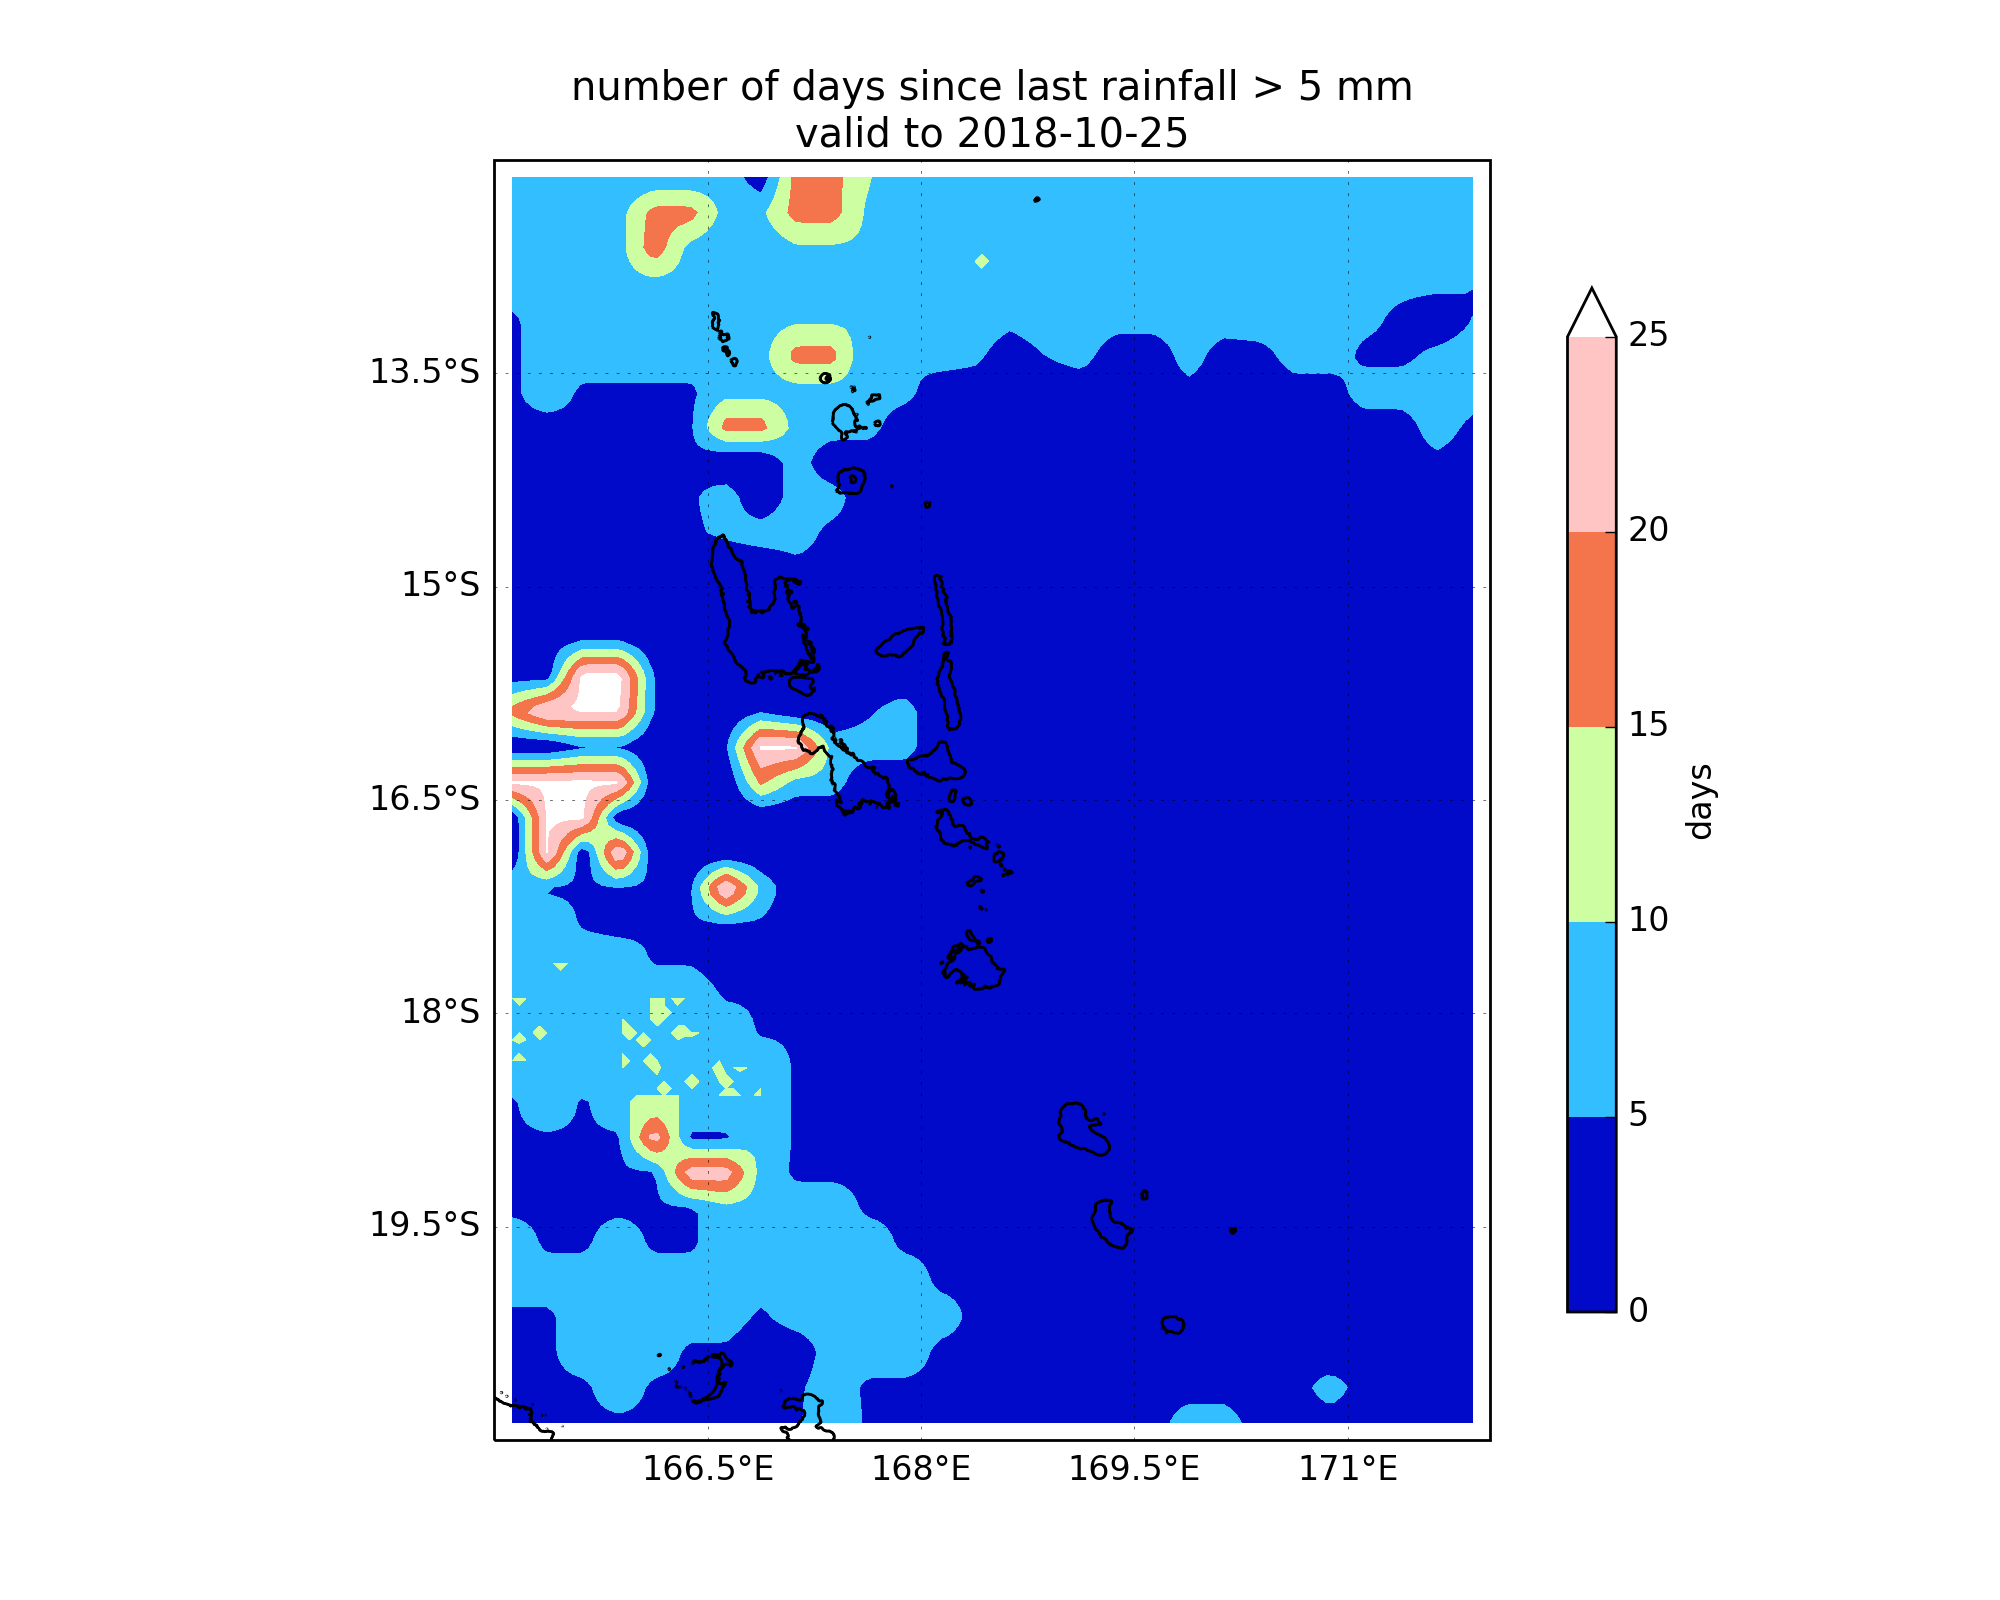 number of days since last rainfall > 5 mm
valid to 2018-10-25
13.5°S
15°S
16.5°S
18°S
19.5°S
166.5°E
168°E
169.5°E
171°E
25
20
15
10
5
0
days